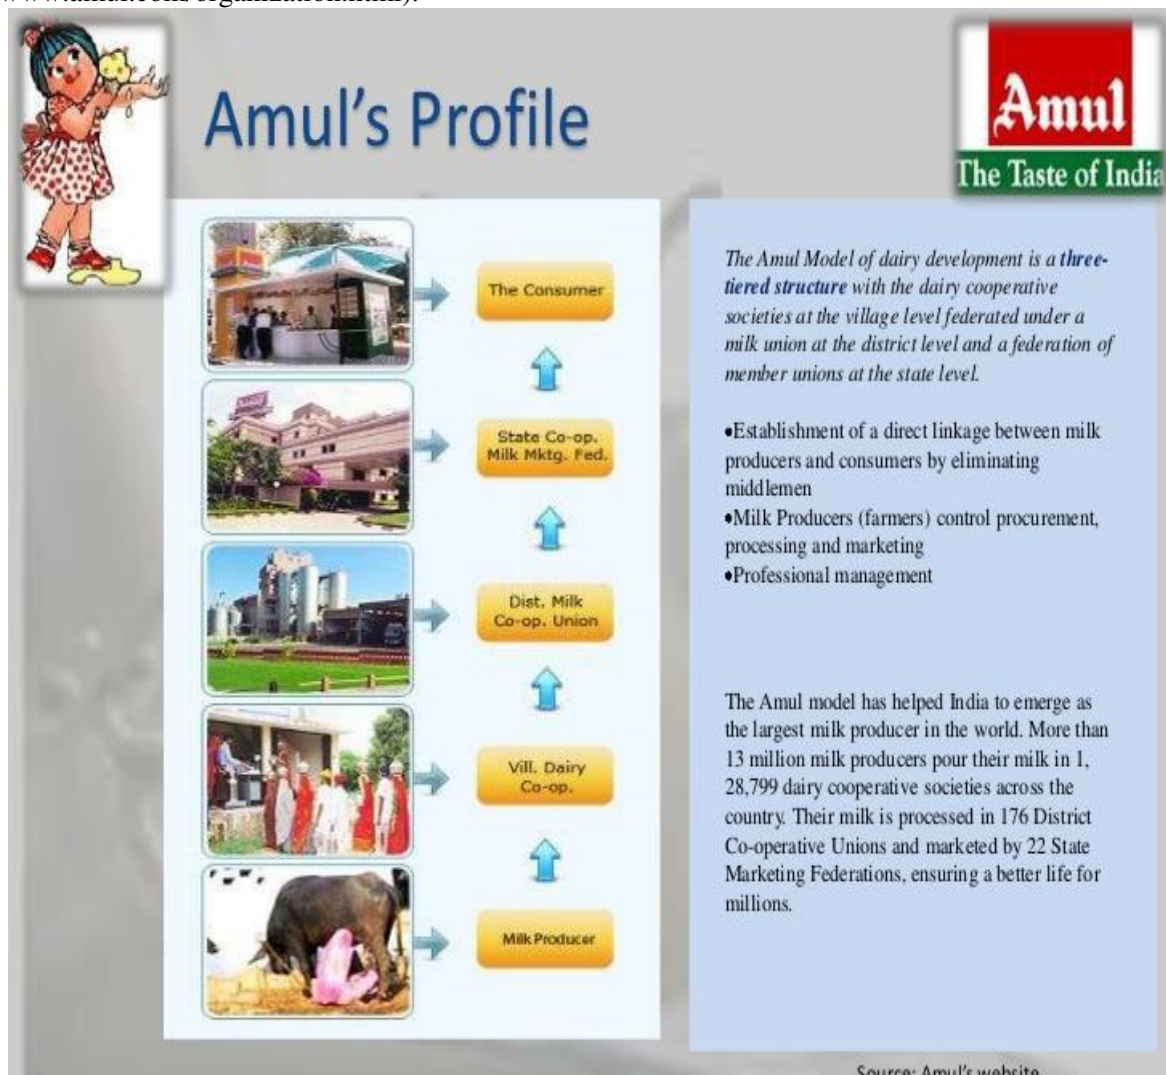 www.amul.com/organization.html).
Amul's Profile
Amul
The Taste of India
The Consumer
State Co-op.
Milk Mktg. Fed.
Dist. Milk
Co-op. Union
Vill. Dairy
Co-op.
Milk Producer
The Amul Model of dairy development is a three-
tiered structure with the dairy cooperative
societies at the village level federated under a
milk union at the district level and a federation of
member unions at the state level.
•Establishment of a direct linkage between milk
producers and consumers by eliminating
middlemen
•Milk Producers (farmers) control procurement,
processing and marketing
•Professional management
The Amul model has helped India to emerge as
the largest milk producer in the world. More than
13 million milk producers pour their milk in 1,
28,799 dairy cooperative societies across the
country. Their milk is processed in 176 District
Co-operative Unions and marketed by 22 State
Marketing Federations, ensuring a better life for
millions.
Source: Amul's website